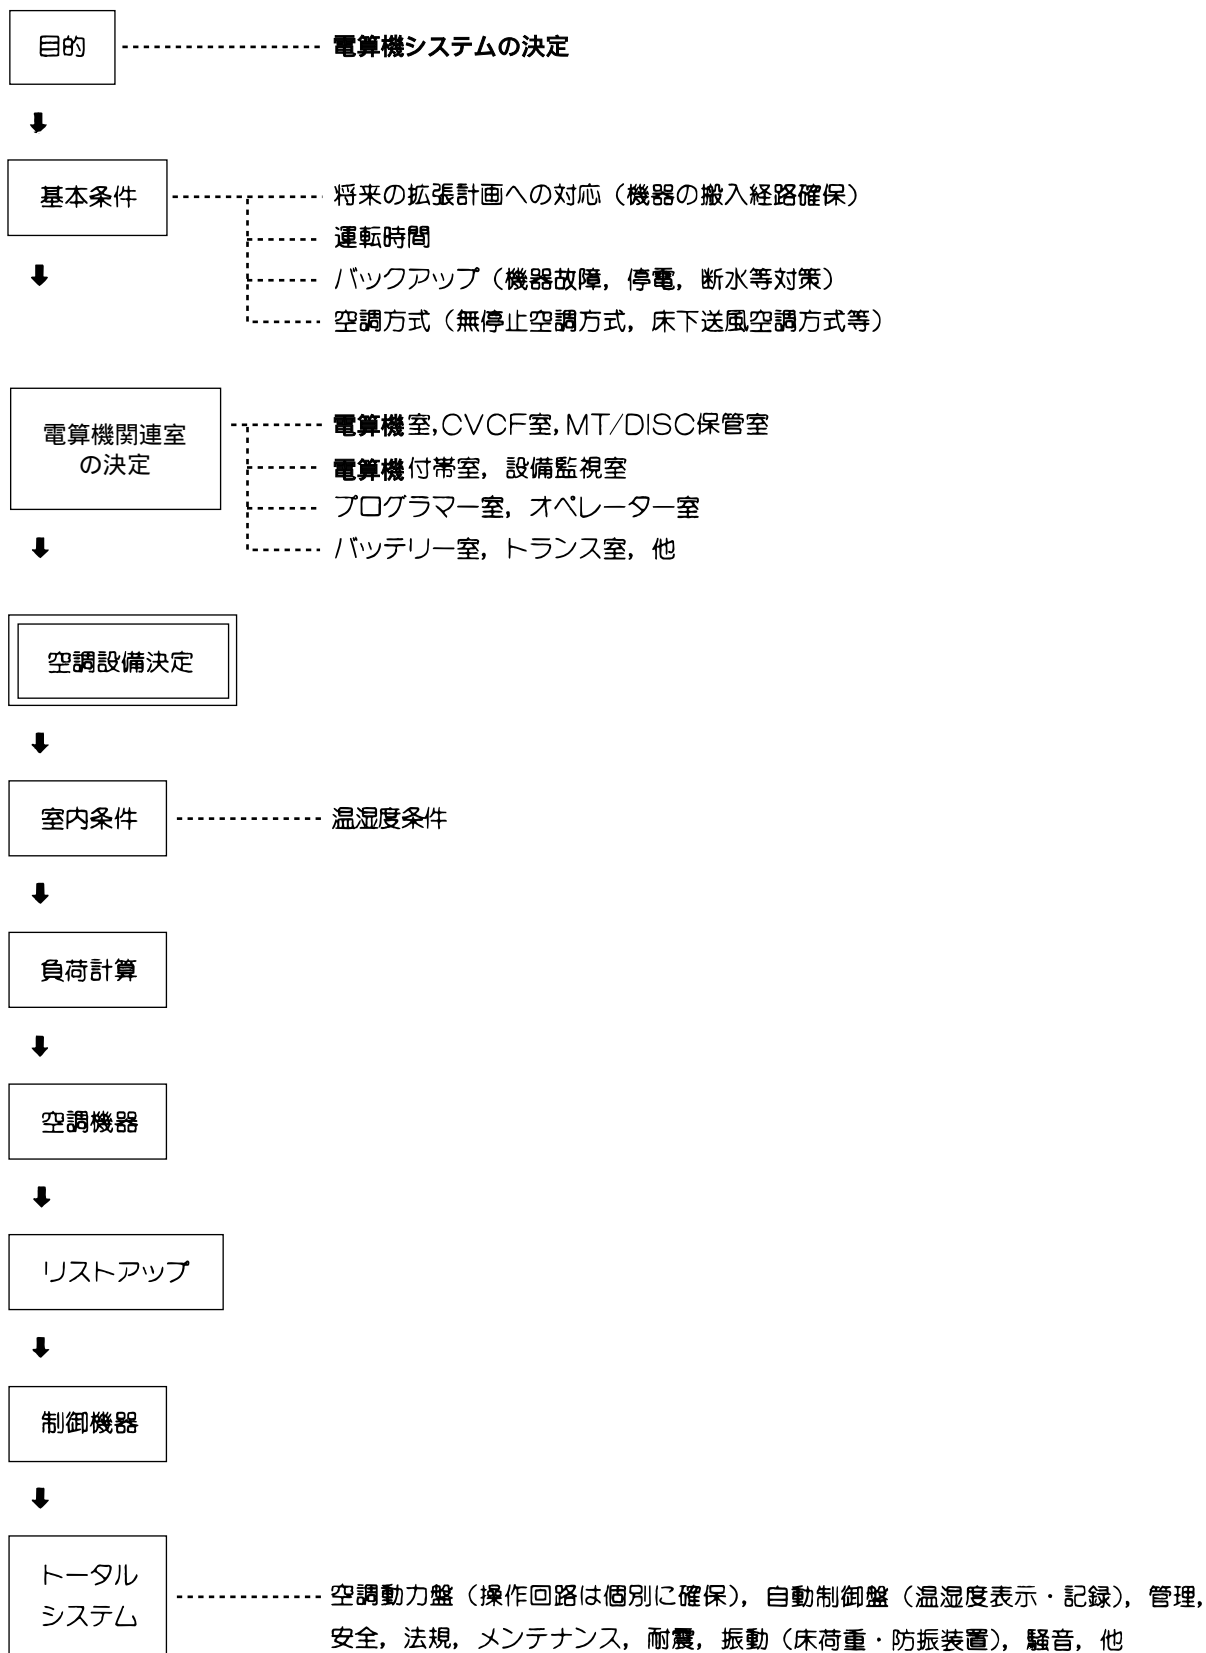 目的
電算機システムの決定
基本条件
将来の拡張計画への対応（機器の搬入経路確保）
運転時間
バックアップ（機器故障，停電，断水等対策）
空調方式（無停止空調方式，床下送風空調方式等）
電算機関連室
の決定
電算機室,CVCF室,MT/DISC保管室
電算機付帯室，設備監視室
プログラマー室，オペレーター室
バッテリー室，トランス室，他
空調設備決定
室内条件
温湿度条件
負荷計算
空調機器
リストアップ
制御機器
トータル
システム
空調動力盤（操作回路は個別に確保），自動制御盤（温湿度表示・記録），管理，
安全，法規，メンテナンス，耐震，振動（床荷重・防振装置），騒音，他